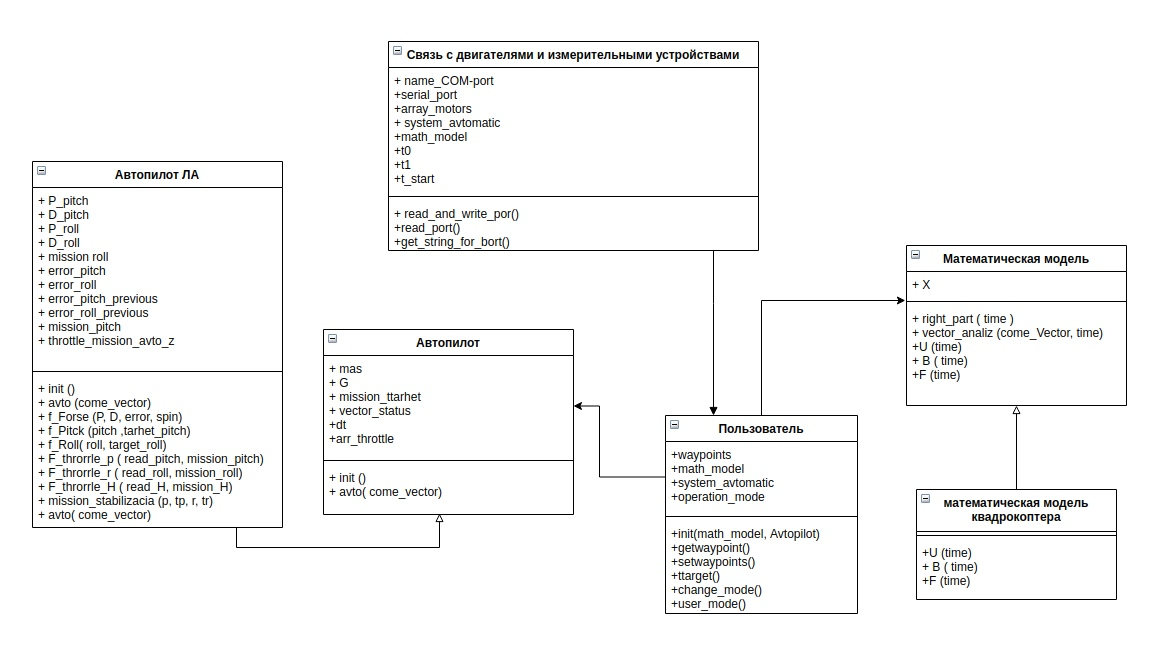 Связь с двигателями и измерительными устройствами
+ name_COM-port
+serial_port
+array_motors
+ system_avtomatic
+math_model
+t0
+t1
+t_start
+ read_and_write_por()
+read_port()
+get_string_for_bort()
Автопилот ЛА
+ P_pitch
+ D_pitch
+ P_roll
+ D_roll
+ mission roll
+ error_pitch
+ error_roll
+ error_pitch_previous
+ error_roll_previous
+ mission_pitch
+ throttle_mission_avto_z
+ init ()
+ avto (come_vector)
+ f_Forse (P, D, error, spin)
+ f_Pitck (pitch ,tarhet_pitch)
+ f_Roll( roll, target_roll)
+ F_throrrle_p ( read_pitch, mission_pitch)
+ F_throrrle_r ( read_roll, mission_roll)
+ F_throrrle_H ( read_H, mission_H)
+ mission_stabilizacia (p, tp, r, tr)
+ avto( come_vector)
Автопилот
+ mas
+ G
+ mission_ttarhet
+ vector_status
+dt
+arr_throttle
+ init ()
+ avto( come_vector)
Пользователь
+waypoints
+math_model
+system_avtomatic
+operation_mode
+init(math_model, Avtopilot)
+getwaypoint()
+setwaypoints()
+ttarget()
+change_mode()
+user_mode()
Математическая модель
+ X
+ right_part ( time )
+ vector_analiz (come_Vector, time)
+U (time)
+ B ( time)
+F (time)
математическая модель
квадрокоптера
+U (time)
+ B ( time)
+F (time)